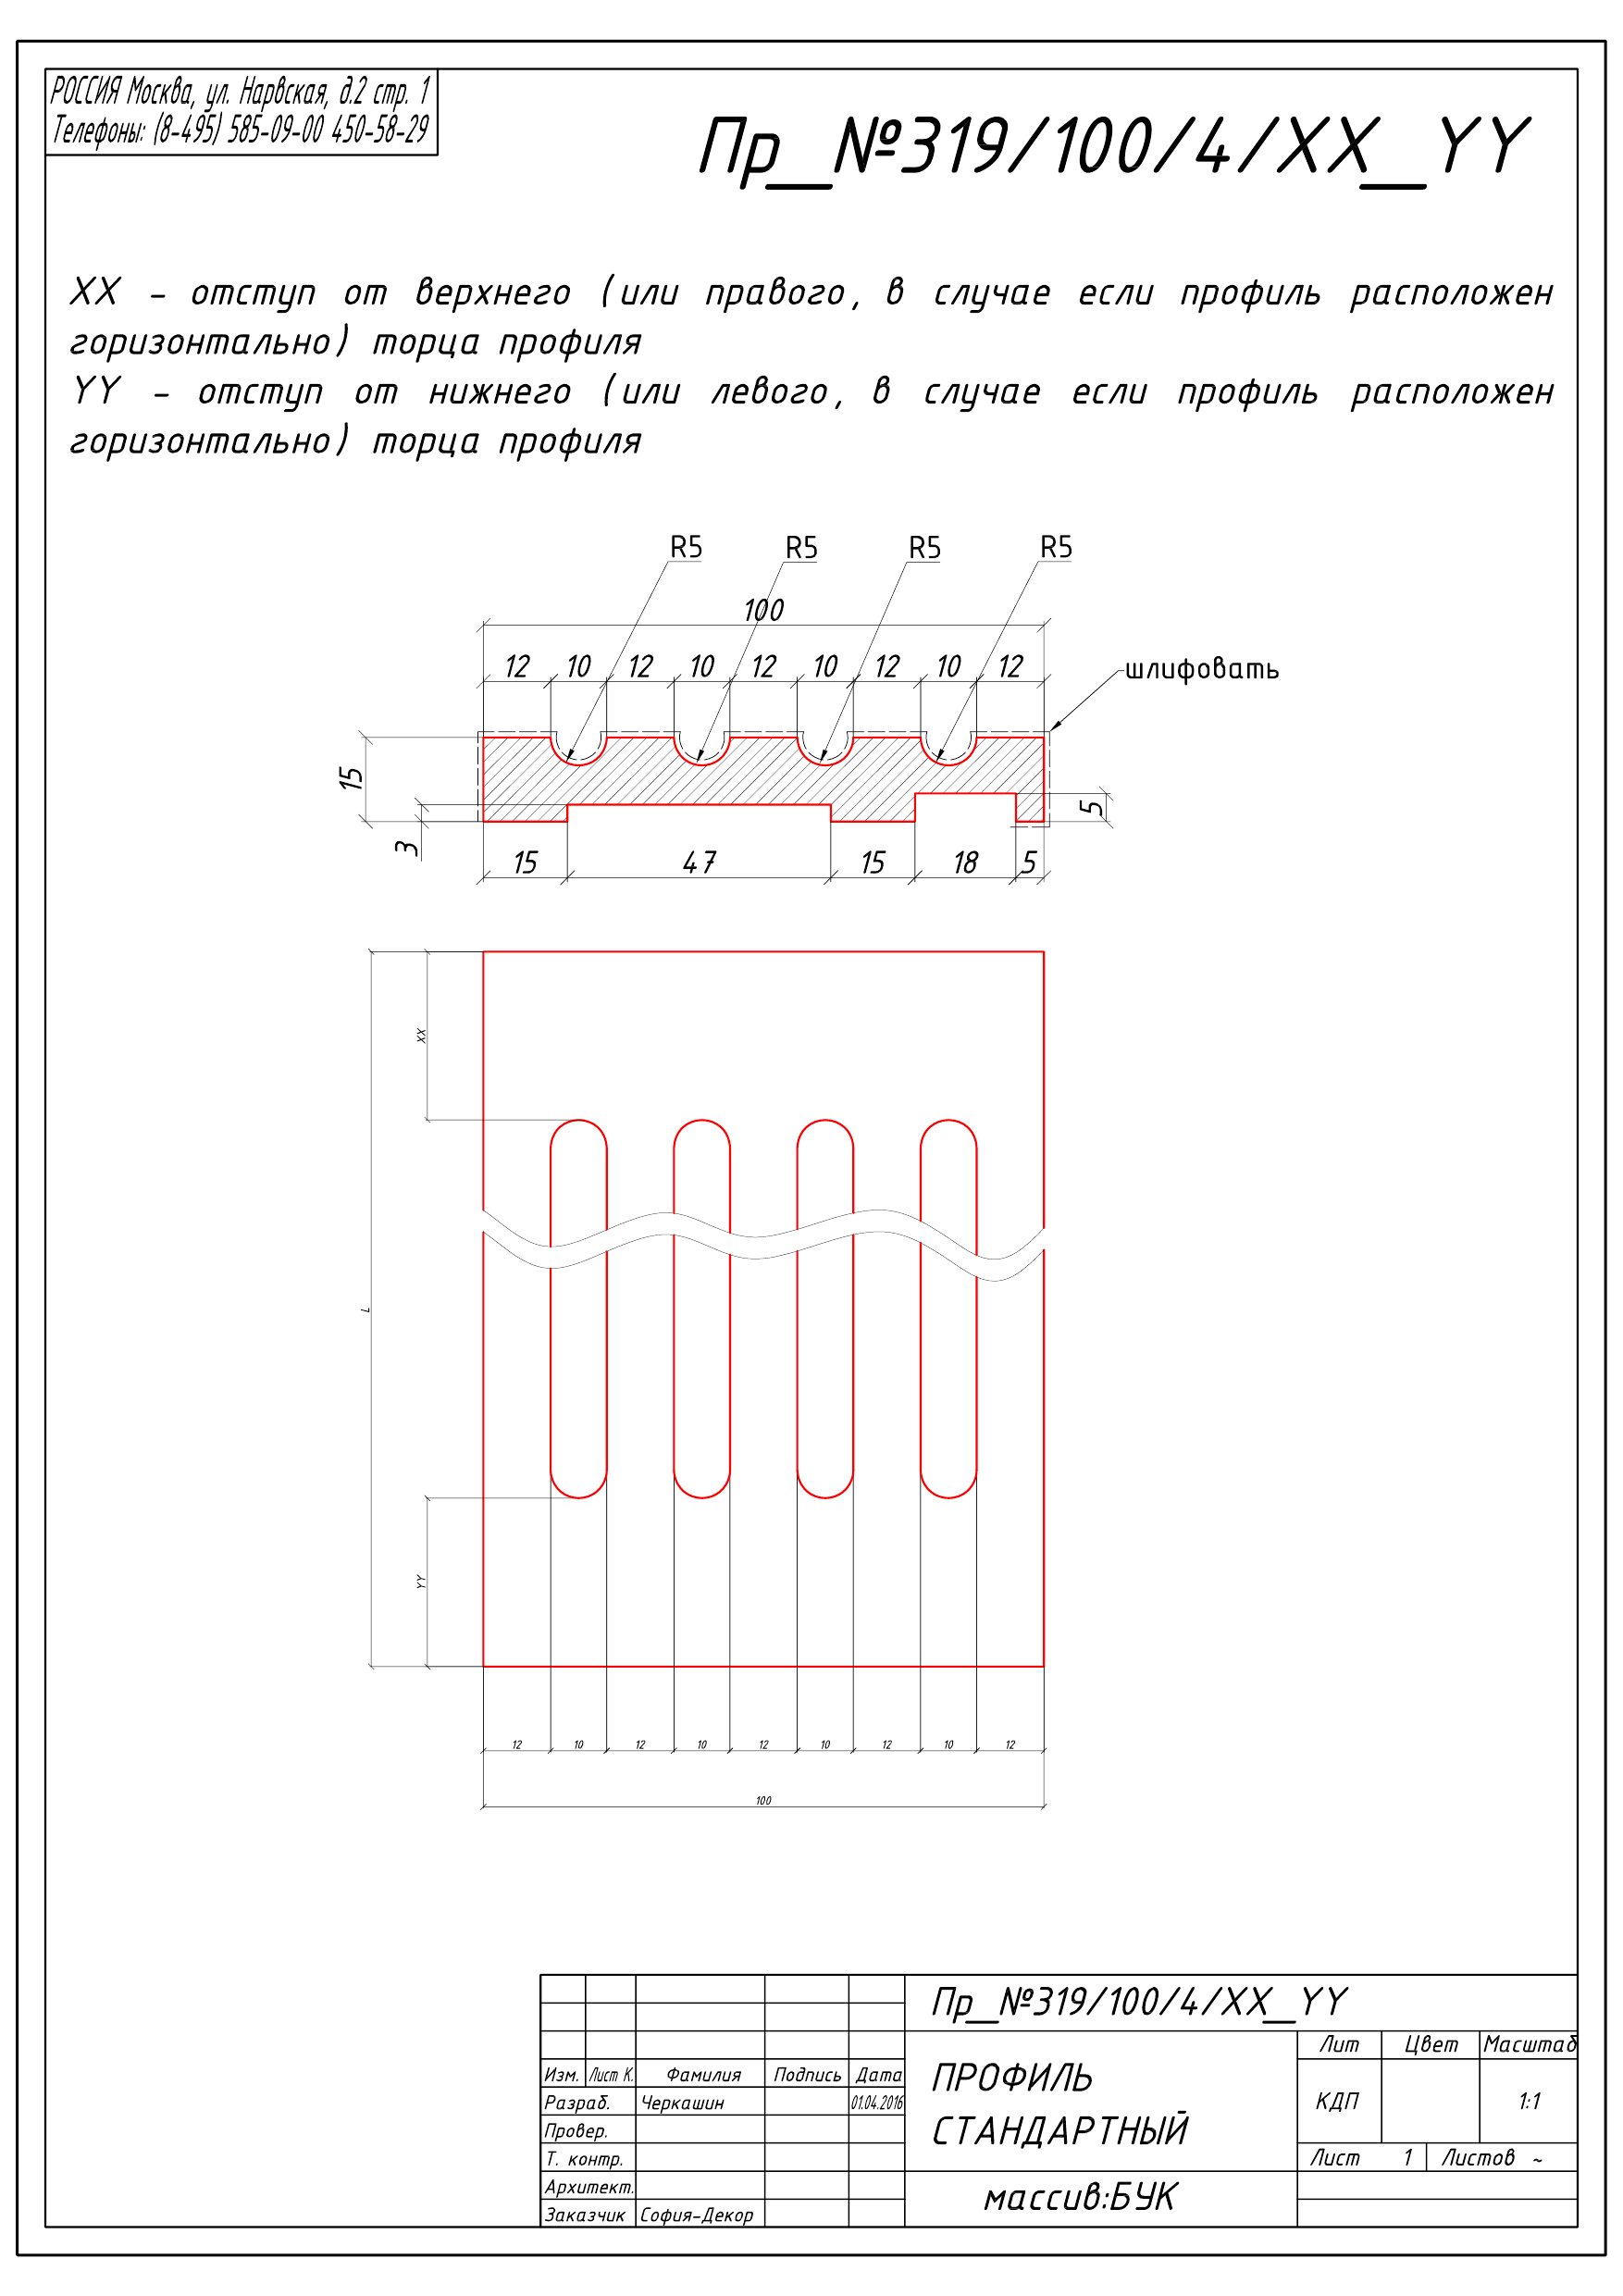 РОССИЯ Москва, ул. Нарвская, д.2 стр. 1
Телефоны: (8-495) 585-09-00 450-58-29
Пр__№319/100/4/XX__YY
XX - отступ от верхнего (или правого, в случае если профиль расположен
горизонтально) торца профиля
YY - отступ от нижнего (или левого, в случае если профиль расположен
горизонтально) торца профиля
R5 R5 R5 R5
100
12 10 12 10 12 10 12 10 12
шлифовать
15
3
5
15 47 15 18 5
XX
L
YY
12 10 12 10 12 10 12 10 12
100
Пр__№319/100/4/XX__YY
Лит Цвет Масштаб
Изм. Лист К. Фамилия Подпись Дата
ПРОФИЛЬ
СТАНДАРТНЫЙ
Разраб. Черкашин 01.04.2016
КДП 1:1
Провер.
Т. контр.
Лист 1 Листов ~
Архитект.
массив:БУК
Заказчик София-Декор